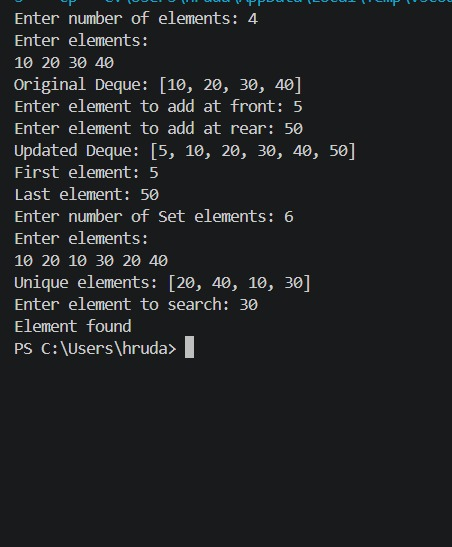 Enter number of elements: 4
Enter elements:
10 20 30 40
Original Deque: [10, 20, 30, 40]
Enter element to add at front: 5
Enter element to add at rear: 50
Updated Deque: [5, 10, 20, 30, 40, 50]
First element: 5
Last element: 50
Enter number of Set elements: 6
Enter elements:
10 20 10 30 20 40
Unique elements: [20, 40, 10, 30]
Enter element to search: 30
Element found
PS C:\Users\hruda>